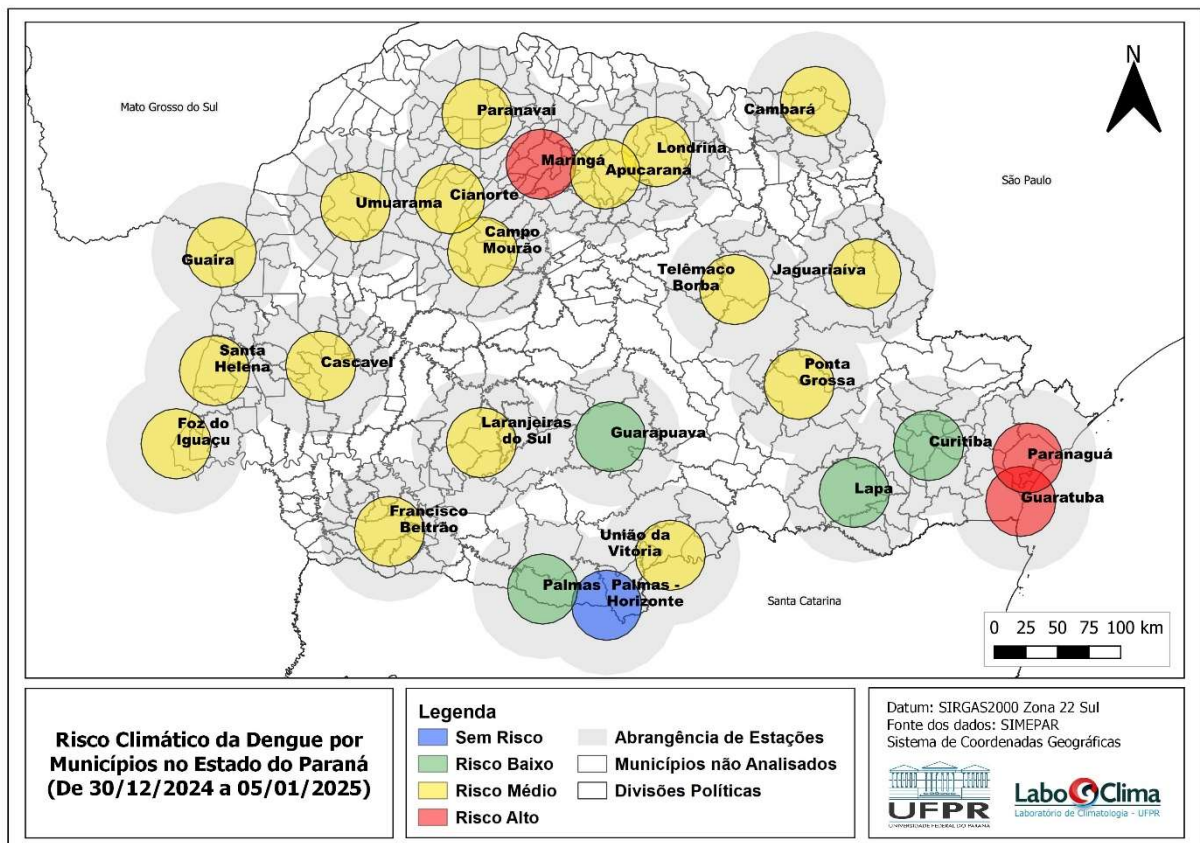 N
Mato Grosso do Sul
São Paulo
Santa Catarina
Paranavaí
Cambará
Maringá
Londrina
Apucarana
Umuarama
Cianorte
Campo
Mourão
Guaíra
Telêmaco
Borba
Jaguariaíva
Santa
Helena
Cascavel
Ponta
Grossa
Foz do
Iguaçu
Laranjeiras
do Sul
Guarapuava
Curitiba
Paranaguá
Lapa
Guaratuba
Francisco
Beltrão
União da
Vitória
Palmas
Palmas -
Horizonte
0 25 50 75 100 km
Risco Climático da Dengue por
Municípios no Estado do Paraná
(De 30/12/2024 a 05/01/2025)
Legenda
Sem Risco
Risco Baixo
Risco Médio
Risco Alto
Abrangência de Estações
Municípios não Analisados
Divisões Políticas
Datum: SIRGAS2000 Zona 22 Sul
Fonte dos dados: SIMEPAR
Sistema de Coordenadas Geográficas
UFPR
UNIVERSIDADE FEDERAL DO PARANÁ
LaboClima
Laboratório de Climatologia - UFPR